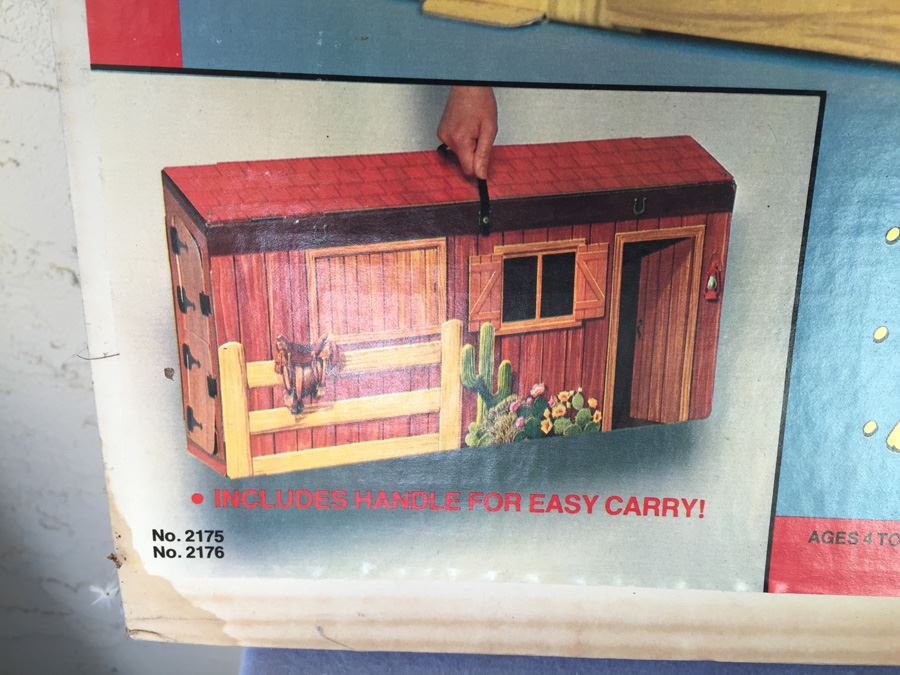 • INCLUDES HANDLE FOR EASY CARRY!
No. 2175
No. 2176
AGES 4 TO